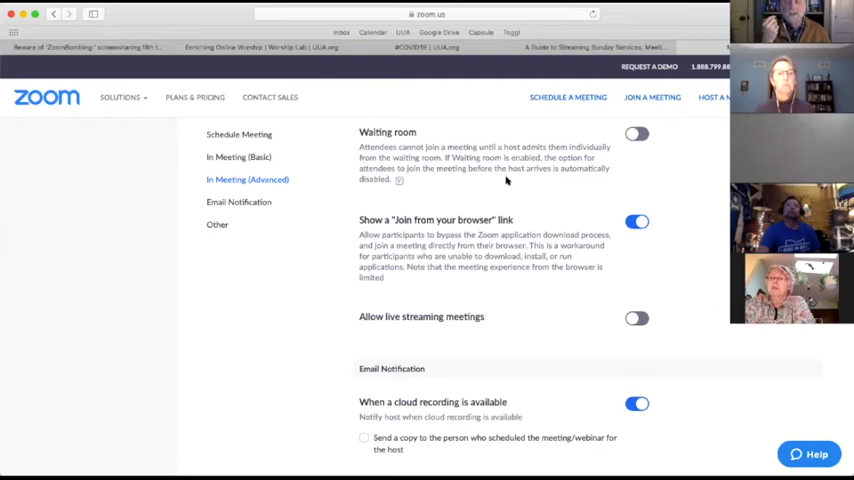 zoom.us
Inbox Calendar UUA Google Drive Emma Capsule Toggl
Beware of "ZoomBombing:" screensharing filth t...
Enriching Online Worship | Worship Lab | UUA.org
#COVID19 | UUA.org
A Guide to Streaming Sunday Services, Meeti...
REQUEST A DEMO 1.888.799.88
zoom
SOLUTIONS PLANS & PRICING CONTACT SALES
SCHEDULE A MEETING JOIN A MEETING HOST A M
Schedule Meeting
In Meeting (Basic)
In Meeting (Advanced)
Email Notification
Other
Waiting room
Attendees cannot join a meeting until a host admits them individually
from the waiting room. If Waiting room is enabled, the option for
attendees to join the meeting before the host arrives is automatically
disabled.
Show a "Join from your browser" link
Allow participants to bypass the Zoom application download process,
and join a meeting directly from their browser. This is a workaround
for participants who are unable to download, install, or run
applications. Note that the meeting experience from the browser is
limited
Allow live streaming meetings
Email Notification
When a cloud recording is available
Notify host when cloud recording is available
Send a copy to the person who scheduled the meeting/webinar for
the host
Help